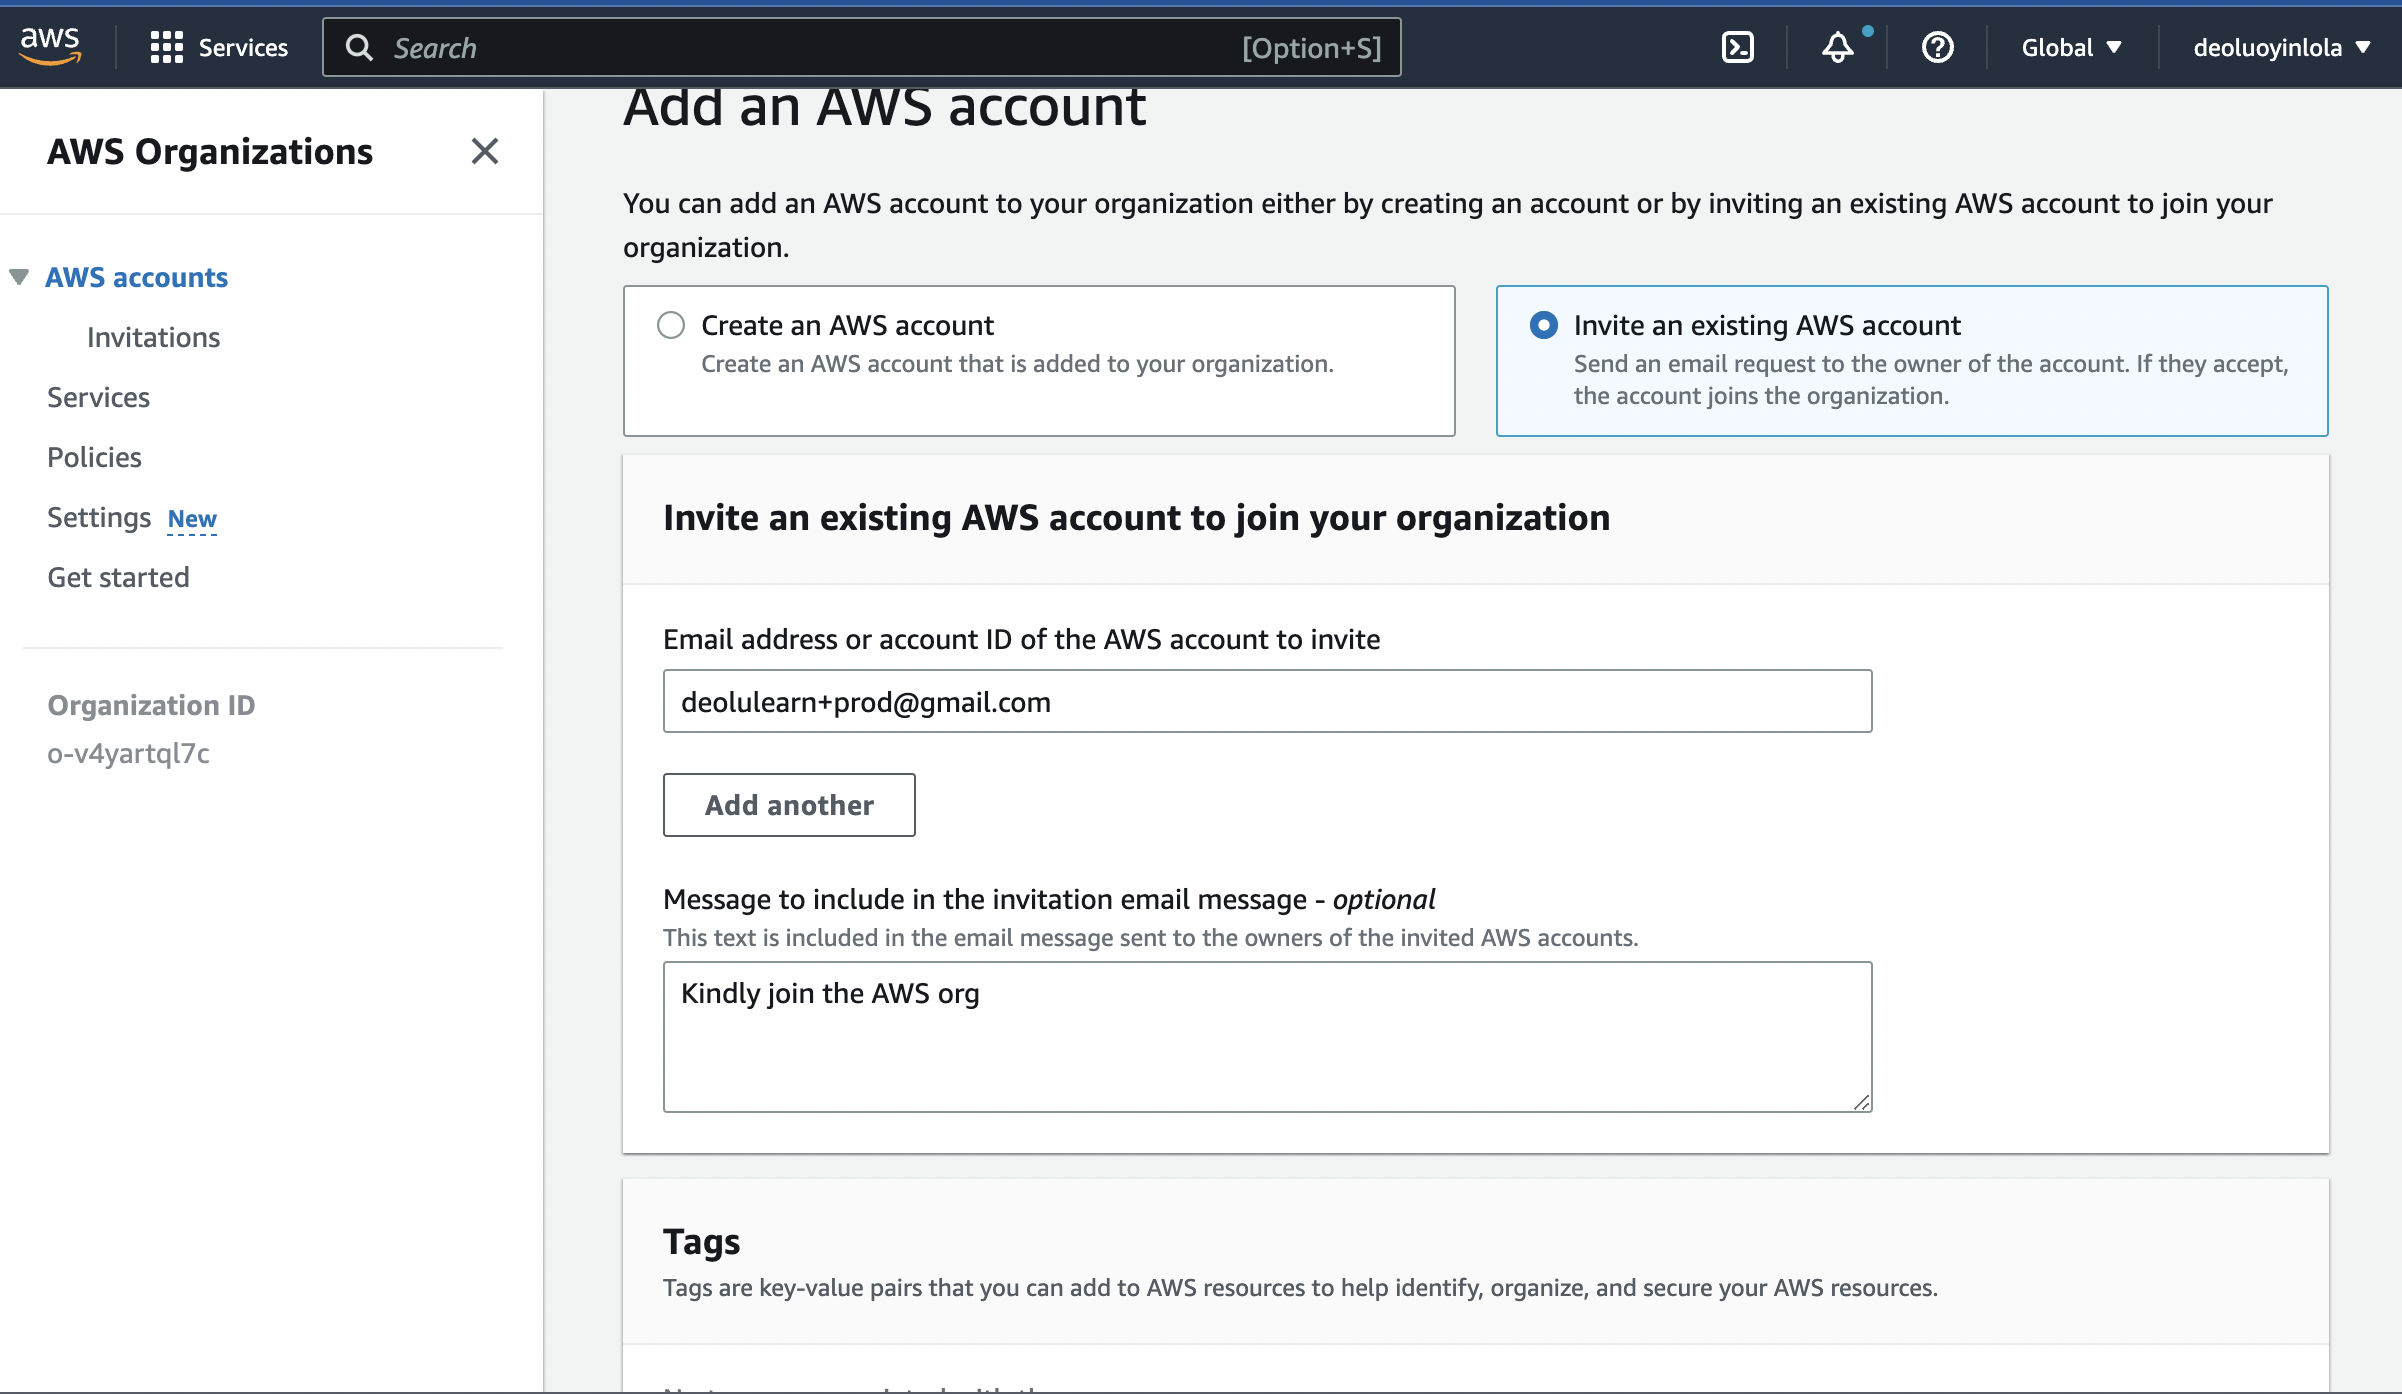 aws
Services
Search [Option+S]
Global
deoluoyinlola
AWS Organizations
AWS accounts
Invitations
Services
Policies
Settings New
Get started
Organization ID
o-v4yartql7c
Add an AWS account
You can add an AWS account to your organization either by creating an account or by inviting an existing AWS account to join your
organization.
Create an AWS account
Create an AWS account that is added to your organization.
Invite an existing AWS account
Send an email request to the owner of the account. If they accept,
the account joins the organization.
Invite an existing AWS account to join your organization
Email address or account ID of the AWS account to invite
deolulearn+prod@gmail.com
Add another
Message to include in the invitation email message - optional
This text is included in the email message sent to the owners of the invited AWS accounts.
Kindly join the AWS org
Tags
Tags are key-value pairs that you can add to AWS resources to help identify, organize, and secure your AWS resources.